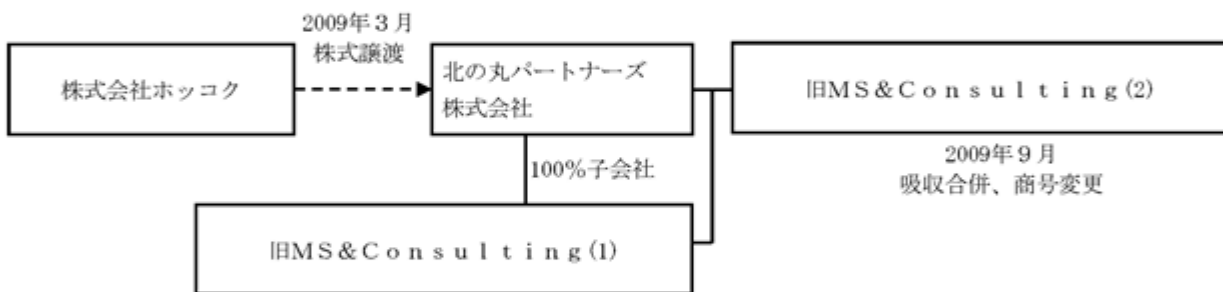 2009年3月
株式譲渡
株式会社ホッコク
北の丸パートナーズ
株式会社
旧MS&Consulting(2)
2009年9月
吸収合併、商号変更
100%子会社
旧MS&Consulting(1)